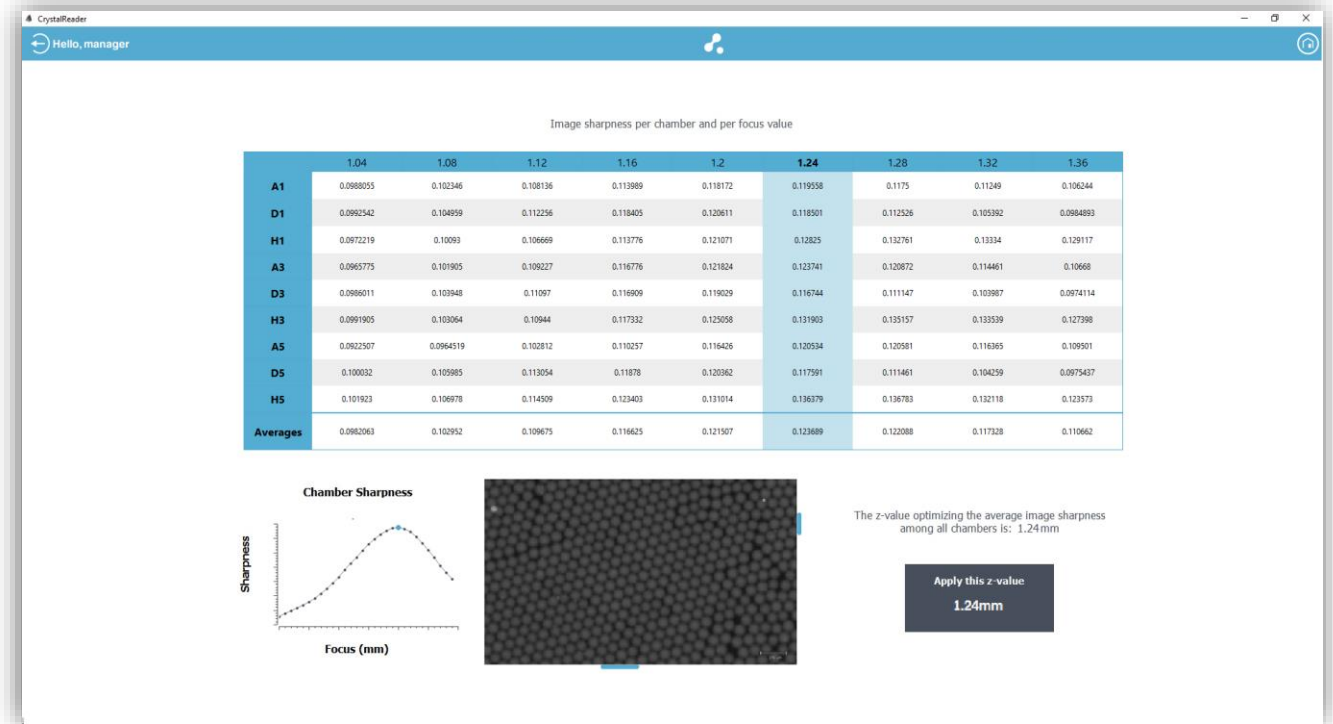 CrystalReader
Hello, manager
Image sharpness per chamber and per focus value
1.04 1.08 1.12 1.16 1.2 1.24 1.28 1.32 1.36
A1 0.0988055 0.102346 0.108136 0.113989 0.118172 0.119558 0.1175 0.11249 0.106244
D1 0.0992542 0.104959 0.112256 0.118405 0.120611 0.118501 0.112526 0.105392 0.0984893
H1 0.0972219 0.10093 0.106669 0.113776 0.121071 0.12825 0.132761 0.13334 0.129117
A3 0.0965775 0.101905 0.109227 0.116776 0.121824 0.123741 0.120872 0.114461 0.10668
D3 0.0986011 0.103948 0.11097 0.116909 0.119029 0.116744 0.111147 0.103987 0.0974114
H3 0.0991905 0.103064 0.10944 0.117332 0.125058 0.131903 0.135157 0.133539 0.127398
A5 0.0922507 0.0964519 0.102812 0.110257 0.116426 0.120534 0.120581 0.116365 0.109501
D5 0.100032 0.105985 0.113054 0.11878 0.120362 0.117591 0.111461 0.104259 0.0975437
H5 0.101923 0.106978 0.114509 0.123403 0.131014 0.136379 0.136783 0.132118 0.123573
Averages 0.0982063 0.102952 0.109675 0.116625 0.121507 0.123689 0.122088 0.117328 0.110662
Chamber Sharpness
Sharpness
Focus (mm)
The z-value optimizing the average image sharpness
among all chambers is: 1.24mm
Apply this z-value
1.24mm